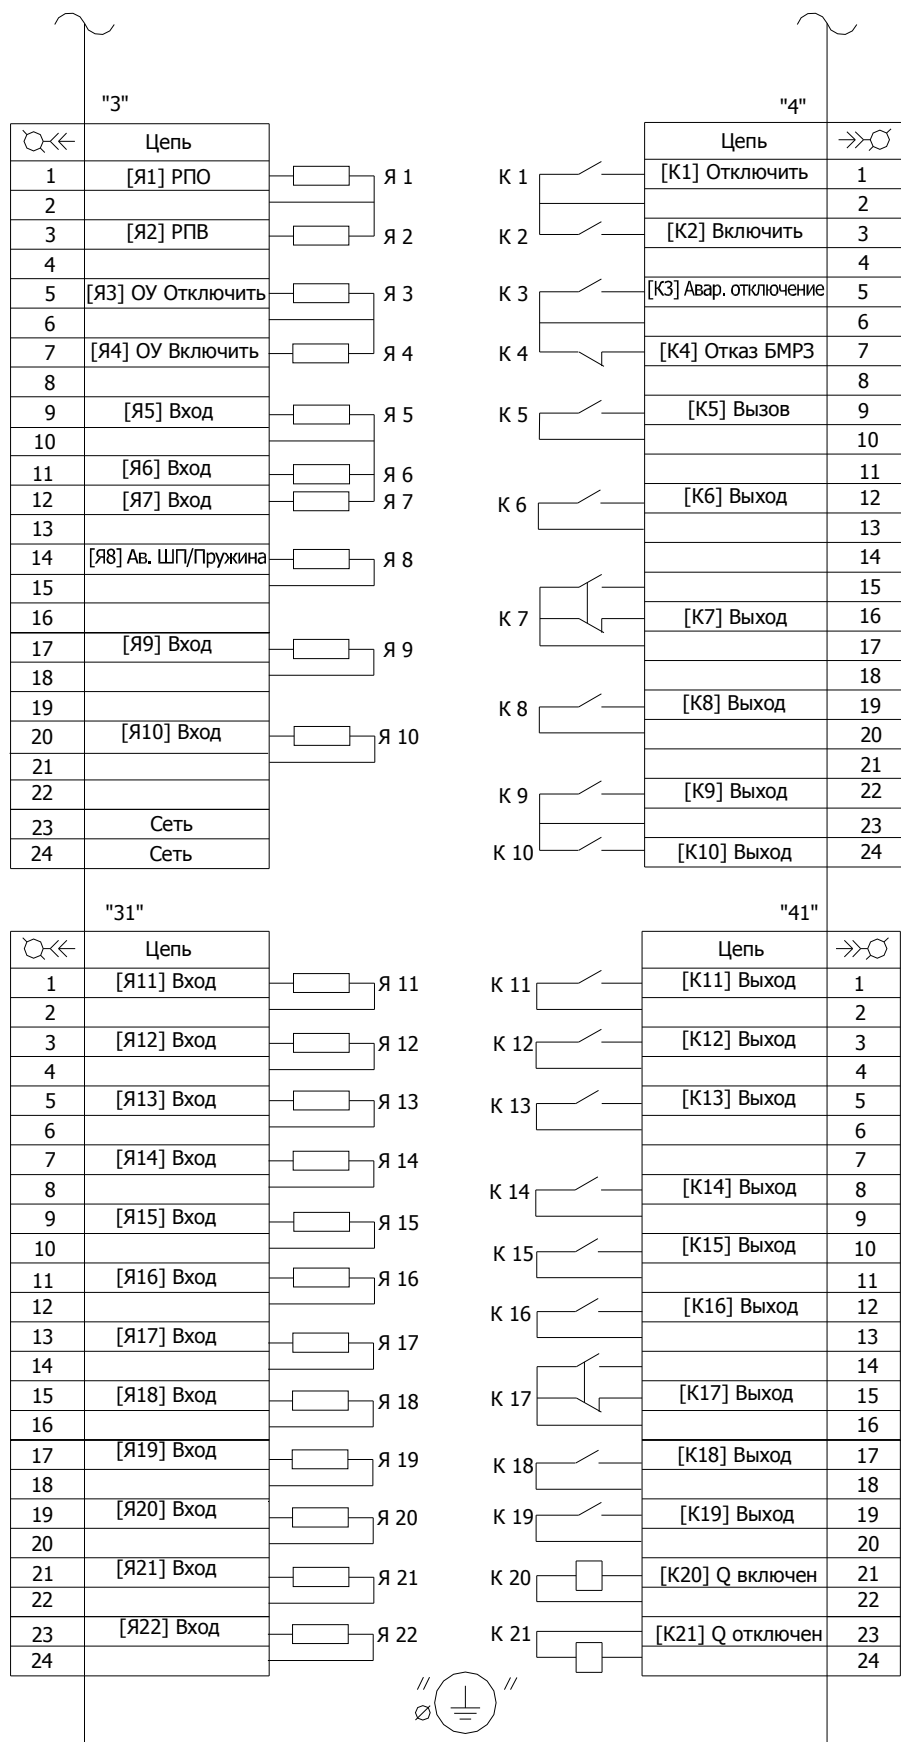 "3"
Цепь
1 [Я1] РПО Я 1
2
3 [Я2] РПВ Я 2
4
5 [Я3] ОУ Отключить Я 3
6
7 [Я4] ОУ Включить Я 4
8
9 [Я5] Вход Я 5
10
11 [Я6] Вход Я 6
12 [Я7] Вход Я 7
13
14 [Я8] Ав. ШП/Пружина Я 8
15
16
17 [Я9] Вход Я 9
18
19
20 [Я10] Вход Я 10
21
22
23 Сеть
24 Сеть
"4"
Цепь
К 1 [К1] Отключить 1
2
К 2 [К2] Включить 3
4
К 3 [К3] Авар. отключение 5
6
К 4 [К4] Отказ БМРЗ 7
8
К 5 [К5] Вызов 9
10
11
К 6 [К6] Выход 12
13
14
15
К 7 [К7] Выход 16
17
18
К 8 [К8] Выход 19
20
21
К 9 [К9] Выход 22
23
К 10 [К10] Выход 24
"31"
Цепь
1 [Я11] Вход Я 11
2
3 [Я12] Вход Я 12
4
5 [Я13] Вход Я 13
6
7 [Я14] Вход Я 14
8
9 [Я15] Вход Я 15
10
11 [Я16] Вход Я 16
12
13 [Я17] Вход Я 17
14
15 [Я18] Вход Я 18
16
17 [Я19] Вход Я 19
18
19 [Я20] Вход Я 20
20
21 [Я21] Вход Я 21
22
23 [Я22] Вход Я 22
24
"41"
Цепь
К 11 [К11] Выход 1
2
К 12 [К12] Выход 3
4
К 13 [К13] Выход 5
6
7
К 14 [К14] Выход 8
9
К 15 [К15] Выход 10
11
К 16 [К16] Выход 12
13
14
К 17 [К17] Выход 15
16
К 18 [К18] Выход 17
18
К 19 [К19] Выход 19
20
К 20 [К20] Q включен 21
22
К 21 [К21] Q отключен 23
24